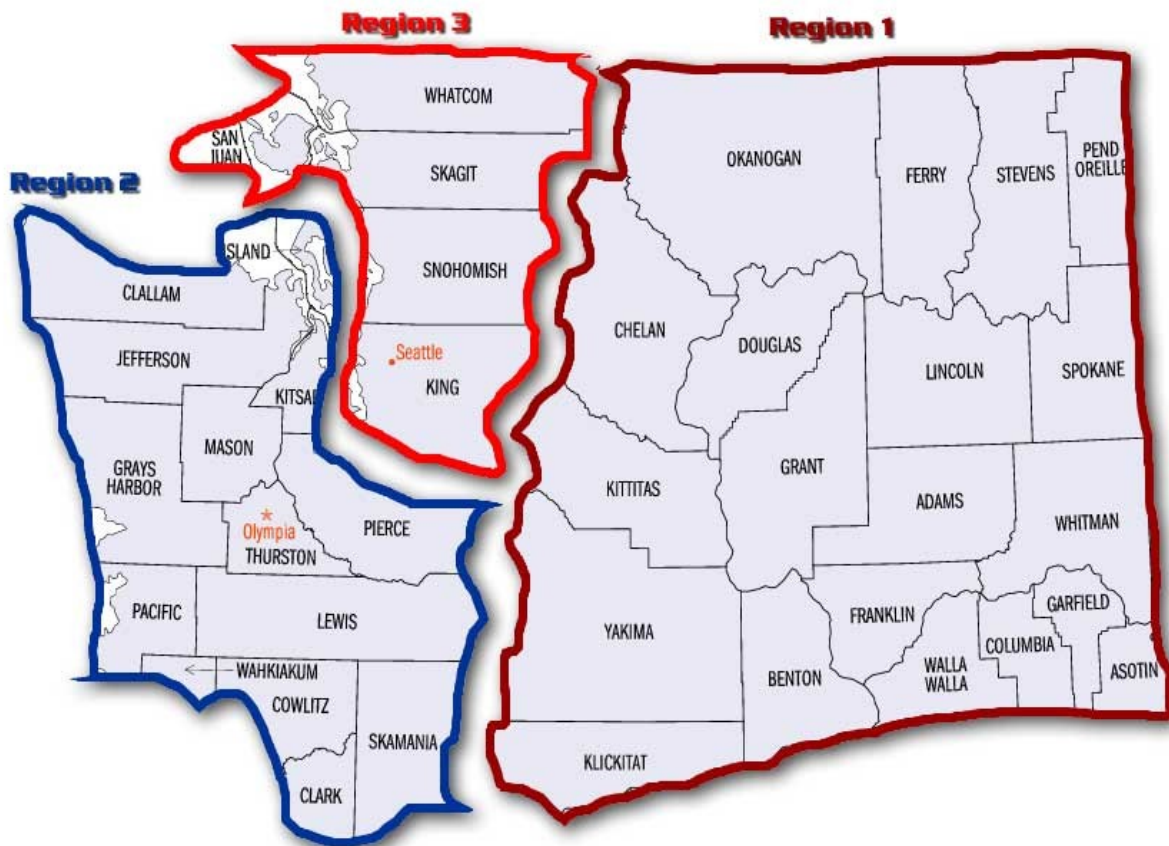 Region 3
Region 1
Region 2
WHATCOM
SAN
JUAN
SKAGIT
SNOHOMISH
Seattle
KING
SLAND
CLALLAM
JEFFERSON
KITSA
MASON
GRAYS
HARBOR
Olympia
THURSTON
PIERCE
PACIFIC
LEWIS
WAHKIAKUM
COWLITZ
SKAMANIA
CLARK
OKANOGAN
FERRY
STEVENS
PEND
OREILLE
CHELAN
DOUGLAS
LINCOLN
SPOKANE
KITTITAS
GRANT
ADAMS
WHITMAN
YAKIMA
BENTON
FRANKLIN
WALLA
WALLA
COLUMBIA
GARFIELD
ASOTIN
KLICKITAT